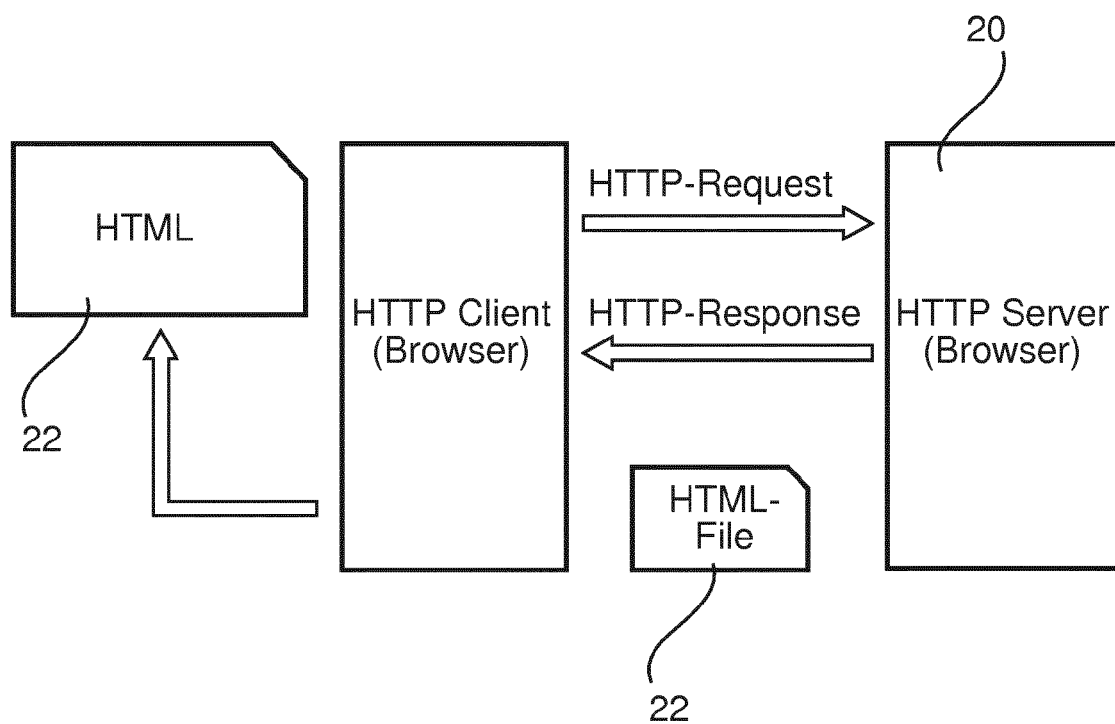 20
HTML
22
HTTP Client
(Browser)
HTTP-Request
HTTP-Response
HTTP Server
(Browser)
HTML-
File
22